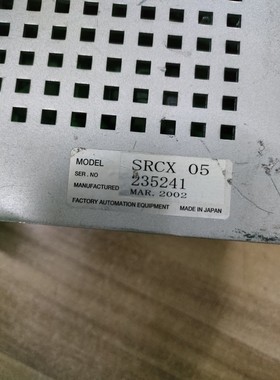 MODEL SRCX 05
SER. NO 235241
MANUFACTURED MAR. 2002
FACTORY AUTOMATION EQUIPMENT MADE IN JAPAN